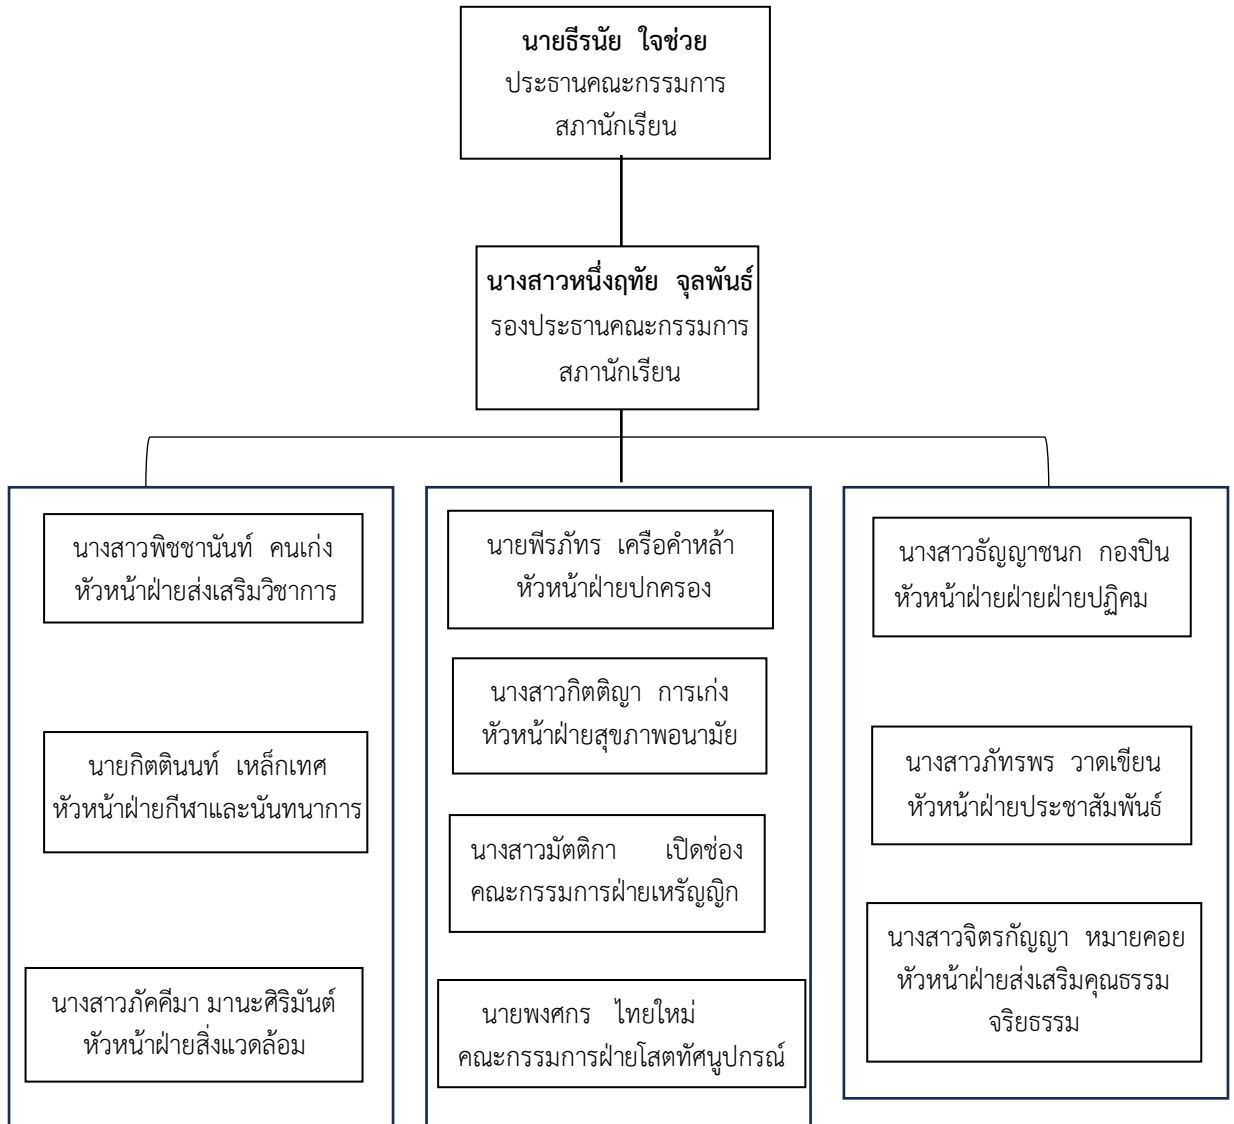 นายธีรนัย ใจช่วย
ประธานคณะกรรมการ
สภานักเรียน
นางสาวหนึ่งฤทัย จุลพันธ์
รองประธานคณะกรรมการ
สภานักเรียน
นางสาวพิชชานันท์ คนเก่ง
หัวหน้าฝ่ายส่งเสริมวิชาการ
นายกิตตินนท์ เหล็กเทศ
หัวหน้าฝ่ายกีฬาและนันทนาการ
นางสาวภัคคีมา มานะศิริมันต์
หัวหน้าฝ่ายสิ่งแวดล้อม
นายพีรภัทร เครือคำหล้า
หัวหน้าฝ่ายปกครอง
นางสาวกิตติญา การเก่ง
หัวหน้าฝ่ายสุขภาพอนามัย
นางสาวมัตติกา เปิดช่อง
คณะกรรมการฝ่ายเหรัญญิก
นายพงศกร ไทยใหม่
คณะกรรมการฝ่ายโสตทัศนูปกรณ์
นางสาวธัญญาชนก กองปิน
หัวหน้าฝ่ายฝ่ายฝ่ายปฏิคม
นางสาวภัทรพร วาดเขียน
หัวหน้าฝ่ายประชาสัมพันธ์
นางสาวจิตรกัญญา หมายคอย
หัวหน้าฝ่ายส่งเสริมคุณธรรม
จริยธรรม